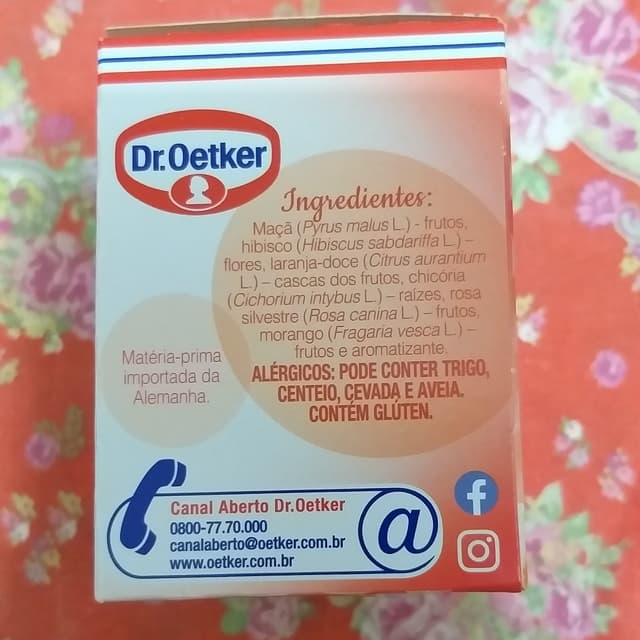 Dr.Oetker
Ingredientes:
Maçã (Pyrus malus L.) - frutos,
hibisco (Hibiscus sabdariffa L.) –
flores, laranja-doce (Citrus aurantium
L.) – cascas dos frutos, chicória
(Cichorium intybus L.) – raízes, rosa
silvestre (Rosa canina L.) – frutos,
morango (Fragaria vesca L.) –
frutos e aromatizante.
ALÉRGICOS: PODE CONTER TRIGO,
CENTEIO, CEVADA E AVEIA.
CONTÉM GLÚTEN.
Matéria-prima
importada da
Alemanha.
Canal Aberto Dr.Oetker
0800-77.70.000
canalaberto@oetker.com.br
www.oetker.com.br
@
f